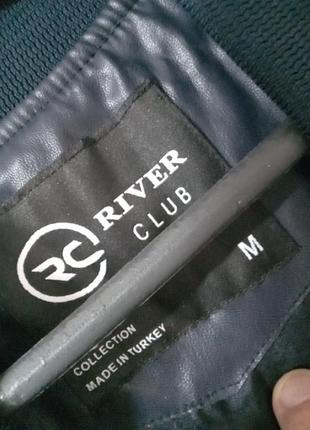 RC
RIVER
CLUB
M
COLLECTION
MADE IN TURKEY